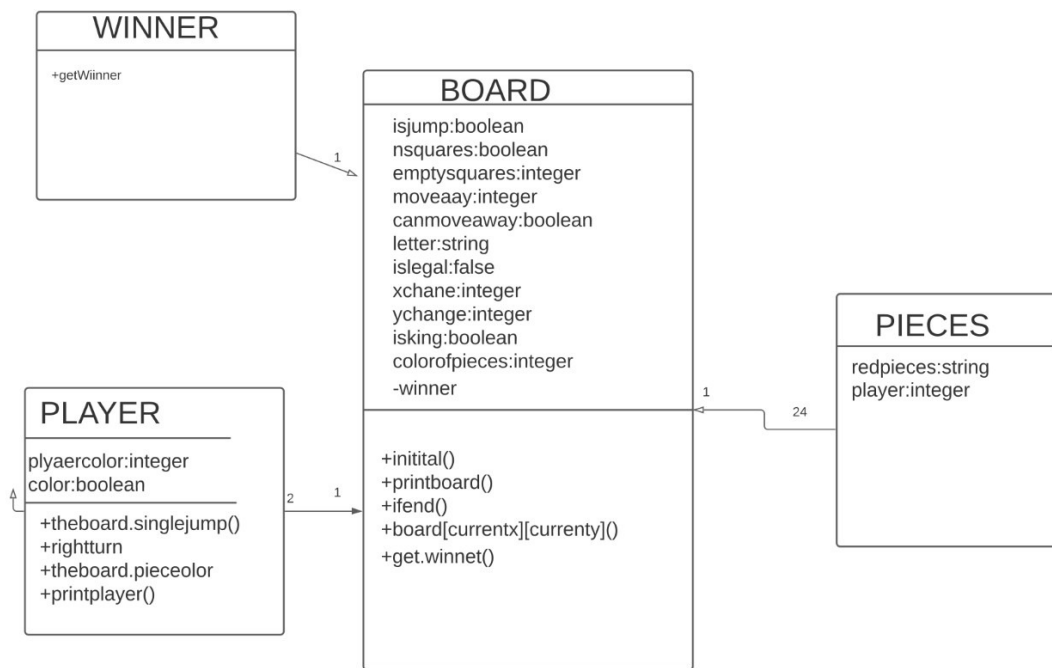 WINNER
+getWiinner
1
BOARD
isjump:boolean
nsquares:boolean
emptysquares:integer
moveaay:integer
canmoveaway:boolean
letter:string
islegal:false
xchane:integer
ychange:integer
isking:boolean
colorofpieces:integer
-winner
+initital()
+printboard()
+ifend()
+board[currentx][currenty]()
+get.winnet()
PIECES
redpieces:string
player:integer
1
24
PLAYER
plyaercolor:integer
color:boolean
+theboard.singlejump()
+rightturn
+theboard.piececolor
+printplayer()
2
1